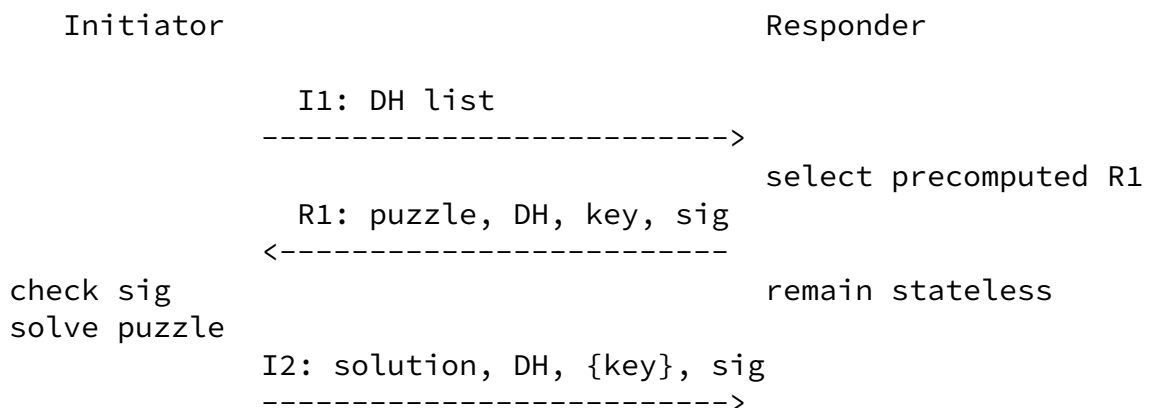 Initiator Responder
I1: DH list
-------------------------->
select precomputed R1
R1: puzzle, DH, key, sig
<-------------------------
check sig remain stateless
solve puzzle
I2: solution, DH, {key}, sig
-------------------------->